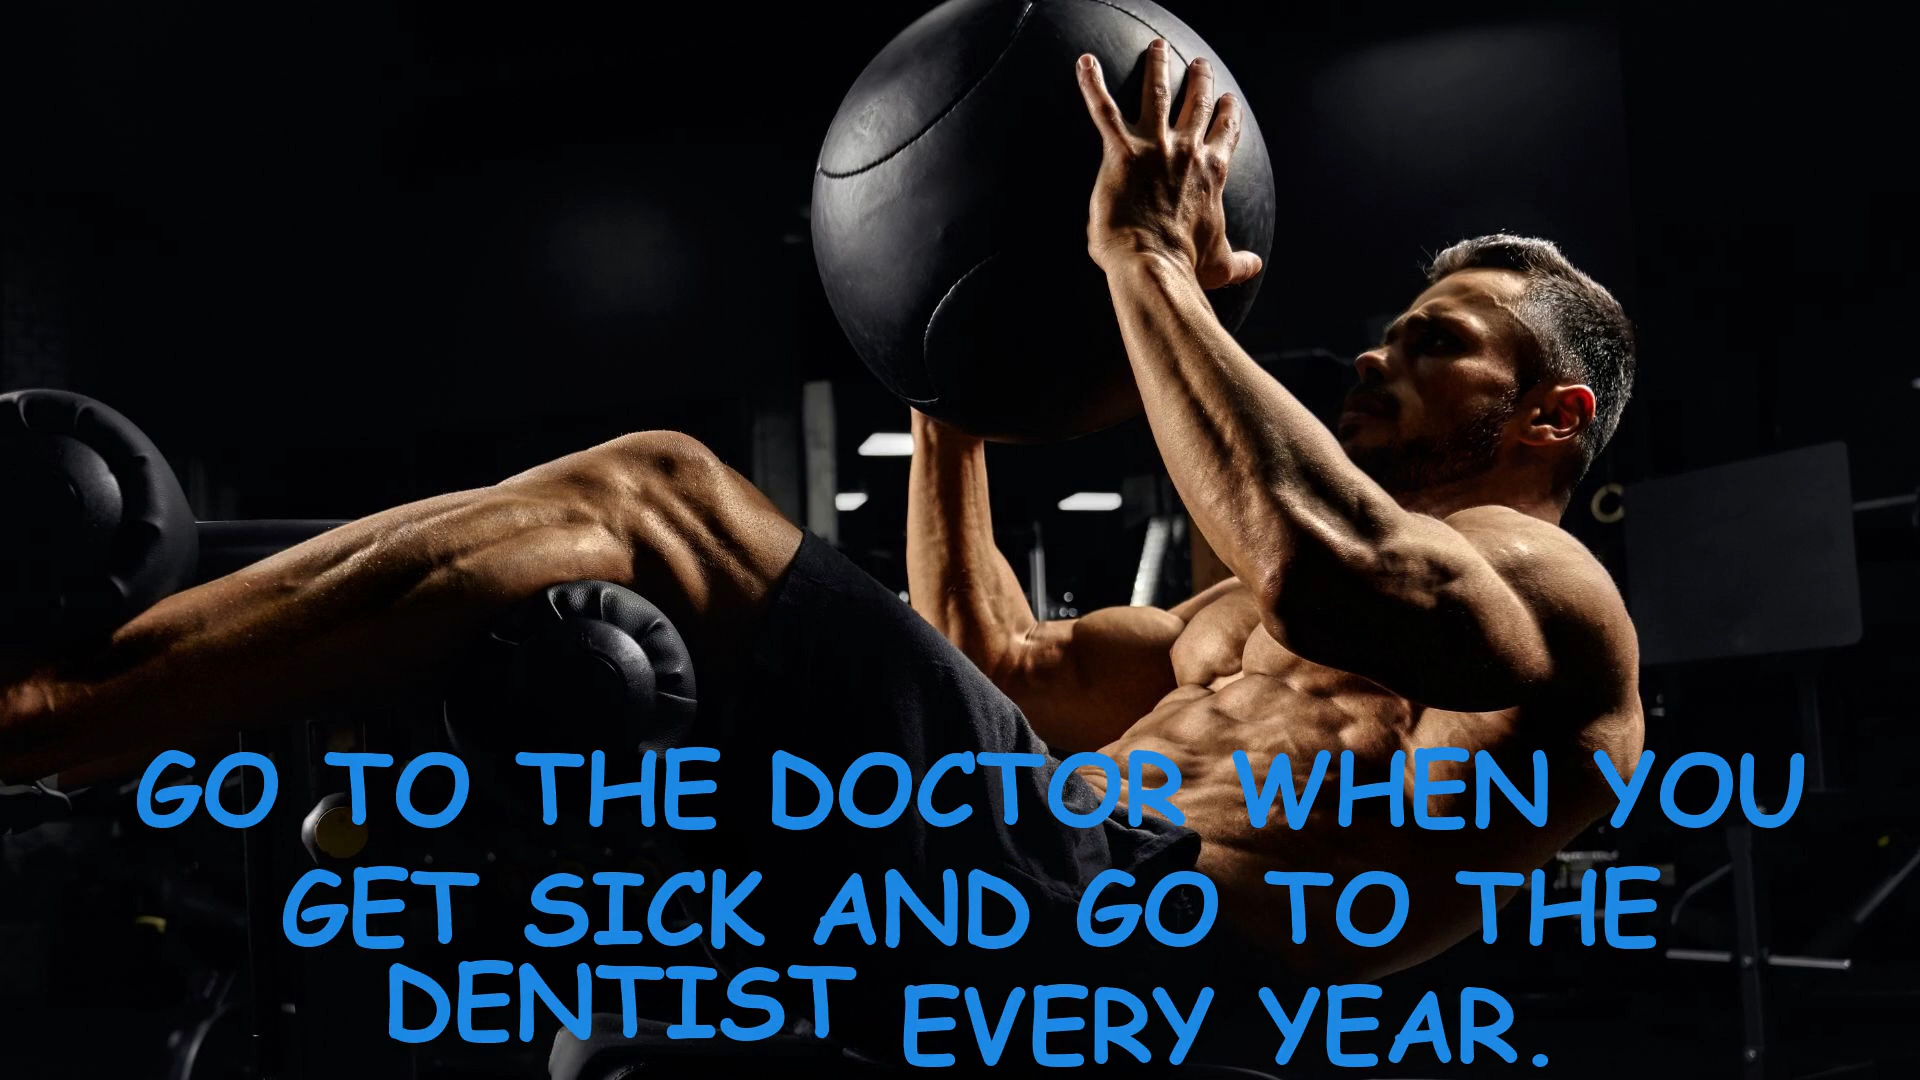 GO TO THE DOCTOR WHEN YOU
GET SICK AND GO TO THE
DENTIST EVERY YEAR.